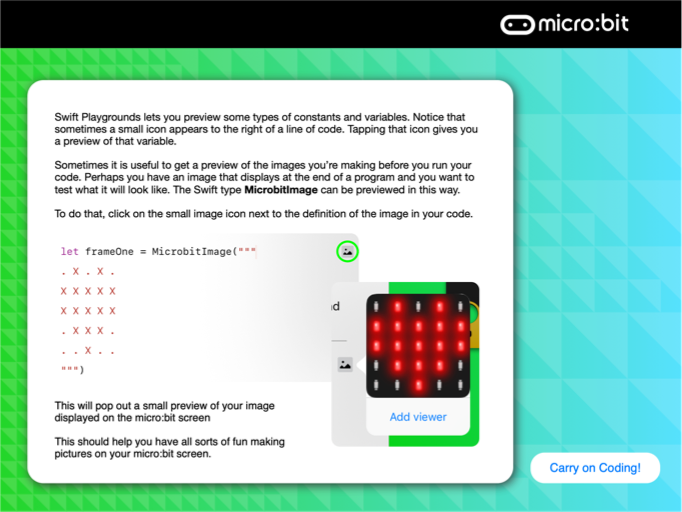 micro:bit
Swift Playgrounds lets you preview some types of constants and variables. Notice that
sometimes a small icon appears to the right of a line of code. Tapping that icon gives you
a preview of that variable.
Sometimes it is useful to get a preview of the images you’re making before you run your
code. Perhaps you have an image that displays at the end of a program and you want to
test what it will look like. The Swift type MicrobitImage can be previewed in this way.
To do that, click on the small image icon next to the definition of the image in your code.
let frameOne = MicrobitImage("""
. X . X .
X X X X X
X X X X X
. X X X .
. . X . .
""")
Add viewer
This will pop out a small preview of your image
displayed on the micro:bit screen
This should help you have all sorts of fun making
pictures on your micro:bit screen.
Carry on Coding!